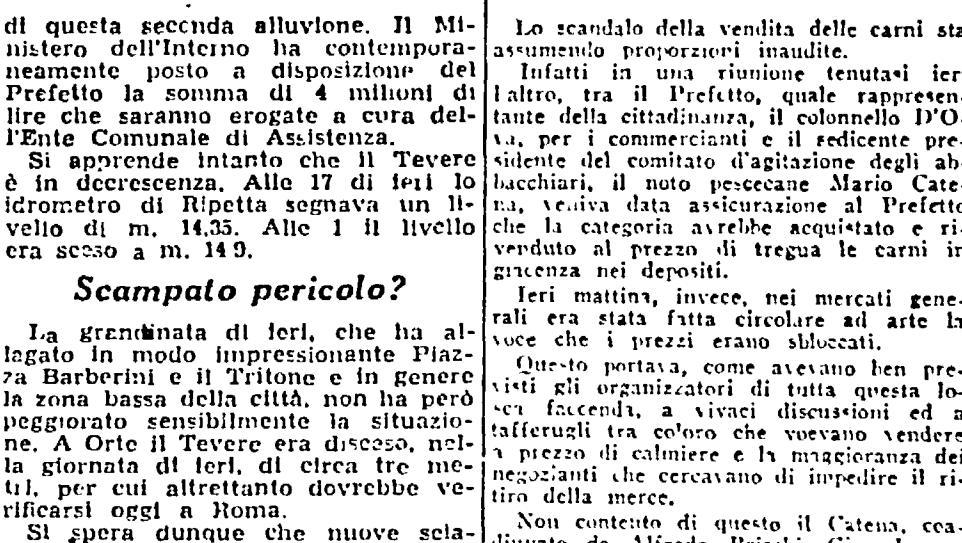 di questa seconda alluvione. Il Mi-
nistero dell'Interno ha contempora-
neamente posto a disposizione del
Prefetto la somma di 4 milioni di
lire che saranno erogate a cura del-
l'Ente Comunale di Assistenza.
Si apprende intanto che il Tevere
è in decrescenza. Alle 17 di ieri lo
idrometro di Ripetta segnava un li-
vello di m. 14,35. Alle 1 il livello
era sceso a m. 14 9.
Scampato pericolo?
La grandinata di ieri, che ha al-
lagato in modo impressionante Piaz-
za Barberini e il Tritone e in genere
la zona bassa della città, non ha però
peggiorato sensibilmente la situazio-
ne. A Orte il Tevere era disceso, nel-
la giornata di ieri, di circa tre me-
tri, per cui altrettanto dovrebbe ve-
rificarsi oggi a Roma.
Si spera dunque che nuove scia-
Lo scandalo della vendita delle carni sta
assumendo proporzioni inaudite.
Infatti in una riunione tenutasi ier
l'altro, tra il Prefetto, quale rappresen-
tante della cittadinanza, il colonnello D'O-
va, per i commercianti e il sedicente pre-
sidente del comitato d'agitazione degli ab-
bacchiari, il noto pescecane Mario Cate-
na, veniva data assicurazione al Prefetto
che la categoria avrebbe acquistato e ri-
venduto al prezzo di tregua le carni in
giacenza nei depositi.
Ieri mattina, invece, nei mercati gene-
rali era stata fatta circolare ad arte la
voce che i prezzi erano sbloccati.
Questo portava, come avevano ben pre-
visti gli organizzatori di tutta questa lo-
sca faccenda, a vivaci discussioni ed a
tafferugli tra coloro che volevano vendere
a prezzo di calmiere e la maggioranza dei
negozianti che cercavano di impedire il ri-
tiro della merce.
Non contento di questo il Catena, coa-